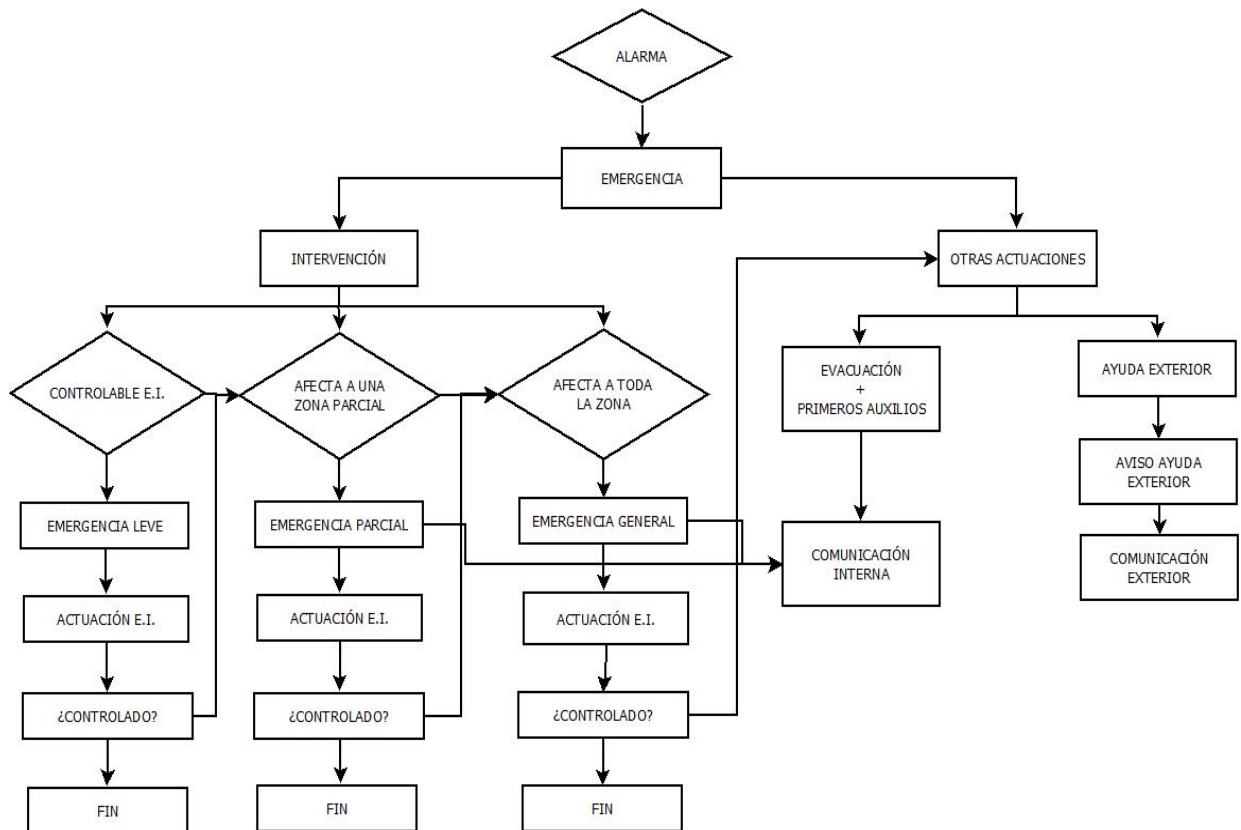 ALARMA
EMERGENCIA
INTERVENCIÓN
OTRAS ACTUACIONES
CONTROLABLE E.I.
AFECTA A UNA
ZONA PARCIAL
AFECTA A TODA
LA ZONA
EVACUACIÓN
+
PRIMEROS AUXILIOS
AYUDA EXTERIOR
AVISO AYUDA
EXTERIOR
EMERGENCIA LEVE
EMERGENCIA PARCIAL
EMERGENCIA GENERAL
COMUNICACIÓN
INTERNA
COMUNICACIÓN
EXTERIOR
ACTUACIÓN E.I.
ACTUACIÓN E.I.
ACTUACIÓN E.I.
¿CONTROLADO?
¿CONTROLADO?
¿CONTROLADO?
FIN
FIN
FIN